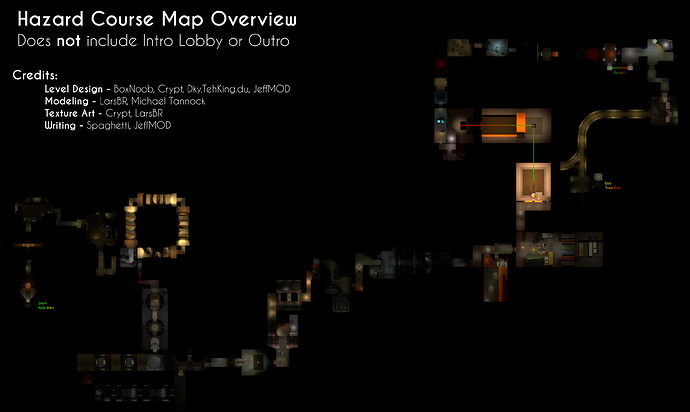 Hazard Course Map Overview
Does not include Intro Lobby or Outro
Credits:
Level Design - BoxNoob, Crypt, Dky.TehKing.du, JeffMOD
Modeling - LarsBR, Michael Tannock
Texture Art - Crypt, LarsBR
Writing - Spaghetti, JeffMOD